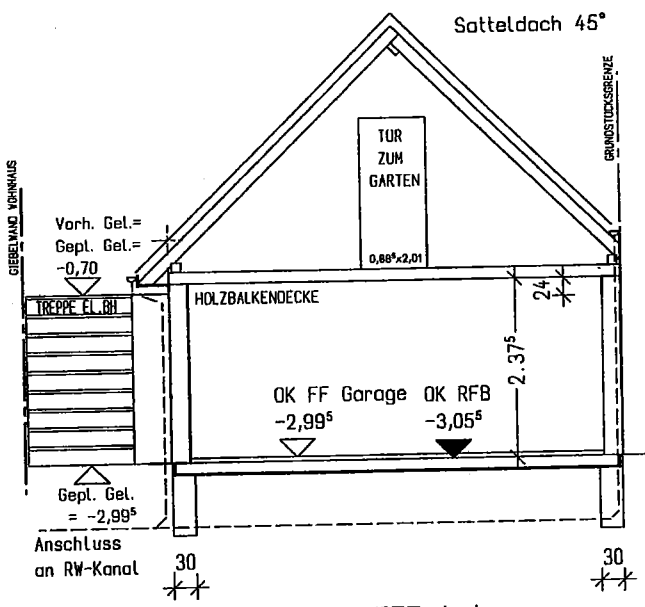 Satteldach 45°
GRUNDSTÜCKSGRENZE
TÜR
ZUM
GARTEN
0,88⁵x2,01
GIEBELWAND WOHNHAUS
Vorh. Gel.=
Gepl. Gel.=
-0,70
TREPPE EL.BH
HOLZBALKENDECKE
24
2.37⁵
OK FF Garage
-2,99⁵
OK RFB
-3,05⁵
Gepl. Gel.
= -2,99⁵
Anschluss
an RW-Kanal
30
30